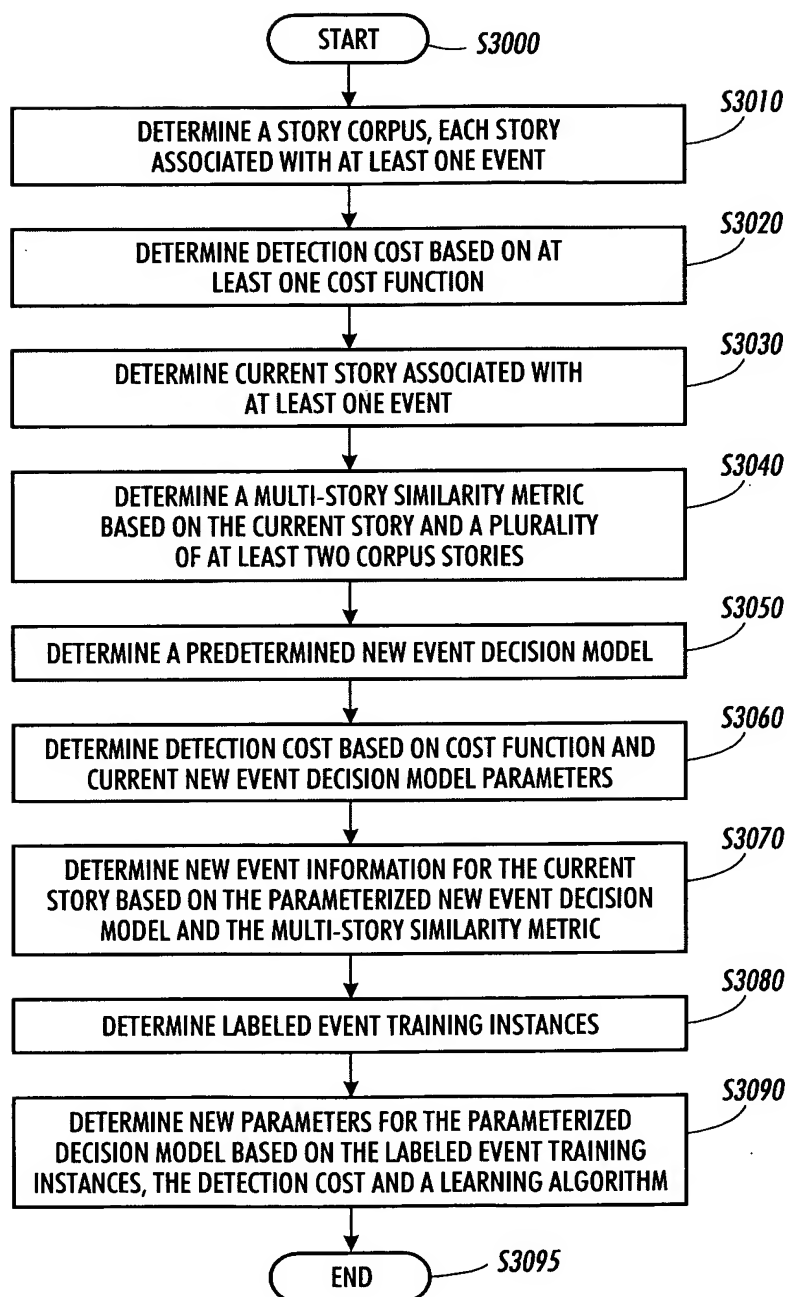 START
S3000
S3010
DETERMINE A STORY CORPUS, EACH STORY
ASSOCIATED WITH AT LEAST ONE EVENT
S3020
DETERMINE DETECTION COST BASED ON AT
LEAST ONE COST FUNCTION
S3030
DETERMINE CURRENT STORY ASSOCIATED WITH
AT LEAST ONE EVENT
S3040
DETERMINE A MULTI-STORY SIMILARITY METRIC
BASED ON THE CURRENT STORY AND A PLURALITY
OF AT LEAST TWO CORPUS STORIES
S3050
DETERMINE A PREDETERMINED NEW EVENT DECISION MODEL
S3060
DETERMINE DETECTION COST BASED ON COST FUNCTION AND
CURRENT NEW EVENT DECISION MODEL PARAMETERS
S3070
DETERMINE NEW EVENT INFORMATION FOR THE CURRENT
STORY BASED ON THE PARAMETERIZED NEW EVENT DECISION
MODEL AND THE MULTI-STORY SIMILARITY METRIC
S3080
DETERMINE LABELED EVENT TRAINING INSTANCES
S3090
DETERMINE NEW PARAMETERS FOR THE PARAMETERIZED
DECISION MODEL BASED ON THE LABELED EVENT TRAINING
INSTANCES, THE DETECTION COST AND A LEARNING ALGORITHM
END
S3095